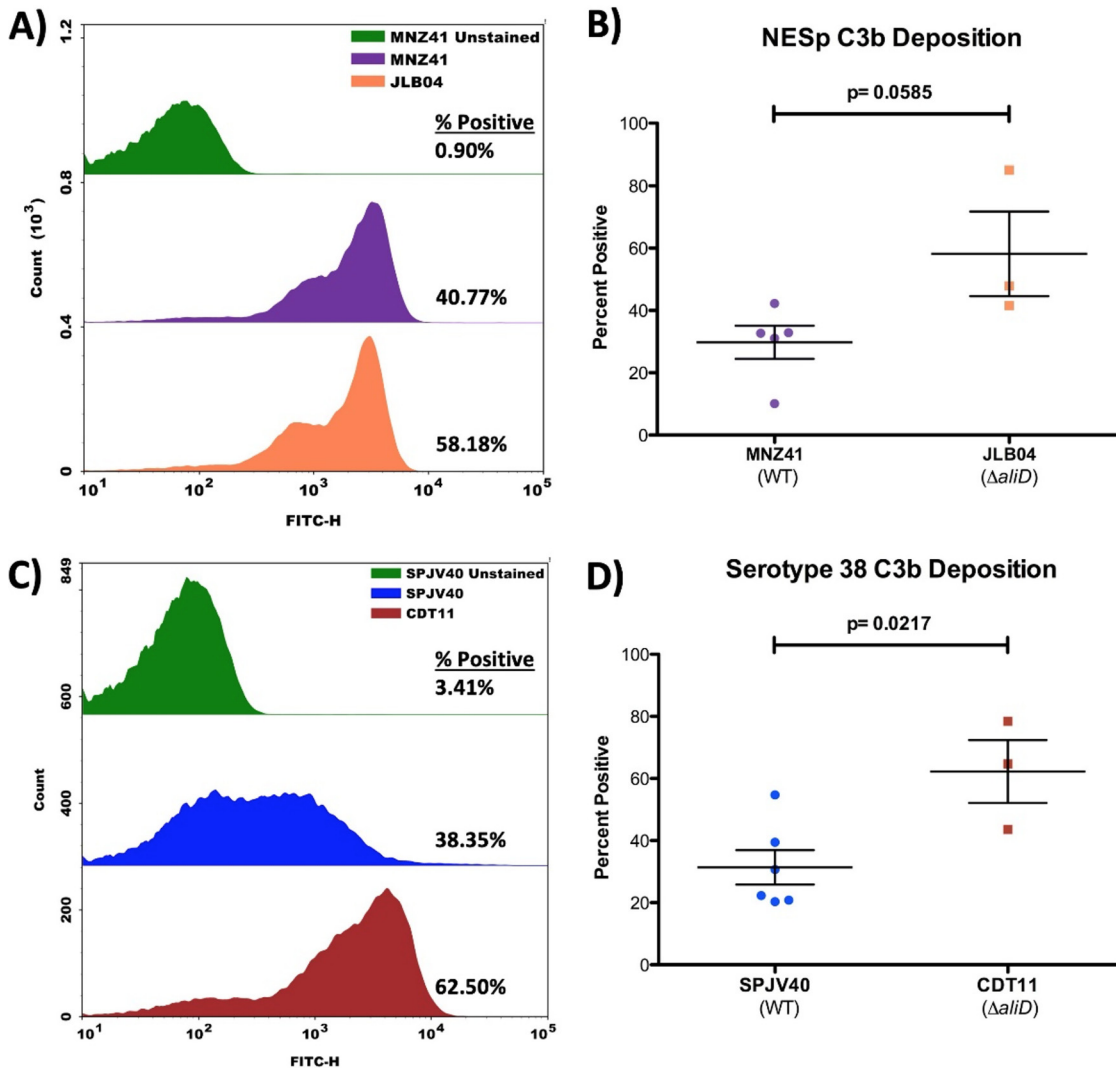 A)
1.2
0.8
0.4
0
Count (10³)
MNZ41 Unstained
MNZ41
JLB04
% Positive
0.90%
40.77%
58.18%
10¹ 10² 10³ 10⁴ 10⁵
FITC-H
B)
NESp C3b Deposition
p= 0.0585
100
80
60
40
20
0
Percent Positive
MNZ41 JLB04
(WT) (ΔaliD)
C)
849
600
400
200
0
Count
SPJV40 Unstained
SPJV40
CDT11
% Positive
3.41%
38.35%
62.50%
10¹ 10² 10³ 10⁴ 10⁵
FITC-H
D)
Serotype 38 C3b Deposition
p= 0.0217
100
80
60
40
20
0
Percent Positive
SPJV40 CDT11
(WT) (ΔaliD)